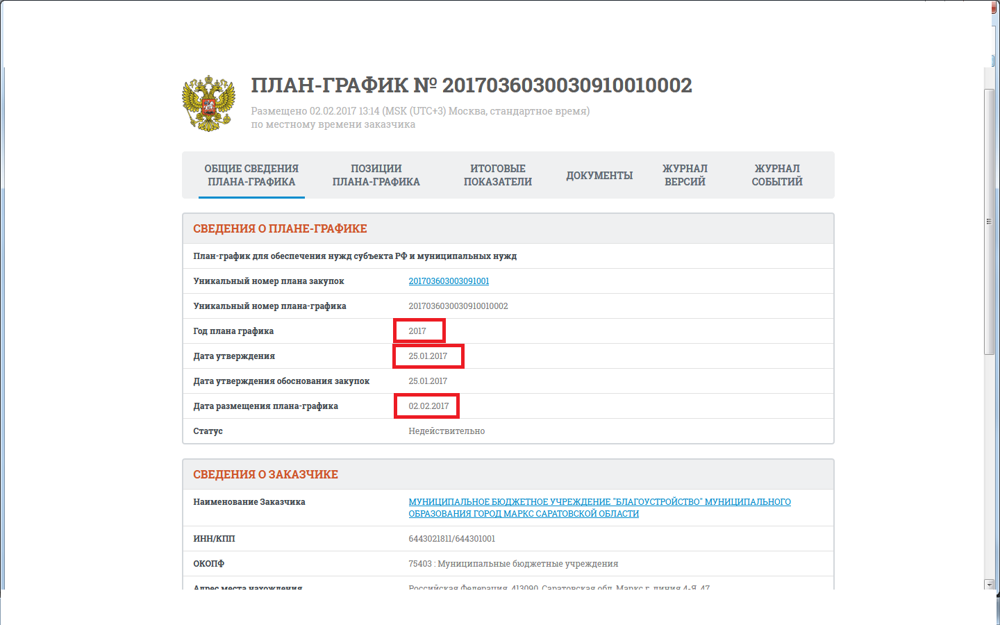 ПЛАН-ГРАФИК № 2017036030030910010002
Размещено 02.02.2017 13:14 (MSK (UTC+3) Москва, стандартное время)
по местному времени заказчика
ОБЩИЕ СВЕДЕНИЯ
ПЛАНА-ГРАФИКА
ПОЗИЦИИ
ПЛАНА-ГРАФИКА
ИТОГОВЫЕ
ПОКАЗАТЕЛИ
ДОКУМЕНТЫ
ЖУРНАЛ
ВЕРСИЙ
ЖУРНАЛ
СОБЫТИЙ
СВЕДЕНИЯ О ПЛАНЕ-ГРАФИКЕ
План-график для обеспечения нужд субъекта РФ и муниципальных нужд
Уникальный номер плана закупок 201703603003091001
Уникальный номер плана-графика 2017036030030910010002
Год плана графика 2017
Дата утверждения 25.01.2017
Дата утверждения обоснования закупок 25.01.2017
Дата размещения плана-графика 02.02.2017
Статус Недействительно
СВЕДЕНИЯ О ЗАКАЗЧИКЕ
Наименование Заказчика МУНИЦИПАЛЬНОЕ БЮДЖЕТНОЕ УЧРЕЖДЕНИЕ "БЛАГОУСТРОЙСТВО" МУНИЦИПАЛЬНОГО
ОБРАЗОВАНИЯ ГОРОД МАРКС САРАТОВСКОЙ ОБЛАСТИ
ИНН/КПП 6443021811/644301001
ОКОПФ 75403 : Муниципальные бюджетные учреждения
Адрес места нахождения Российская Федерация, 413090, Саратовская обл, Маркс г, линия 4-Я, 47